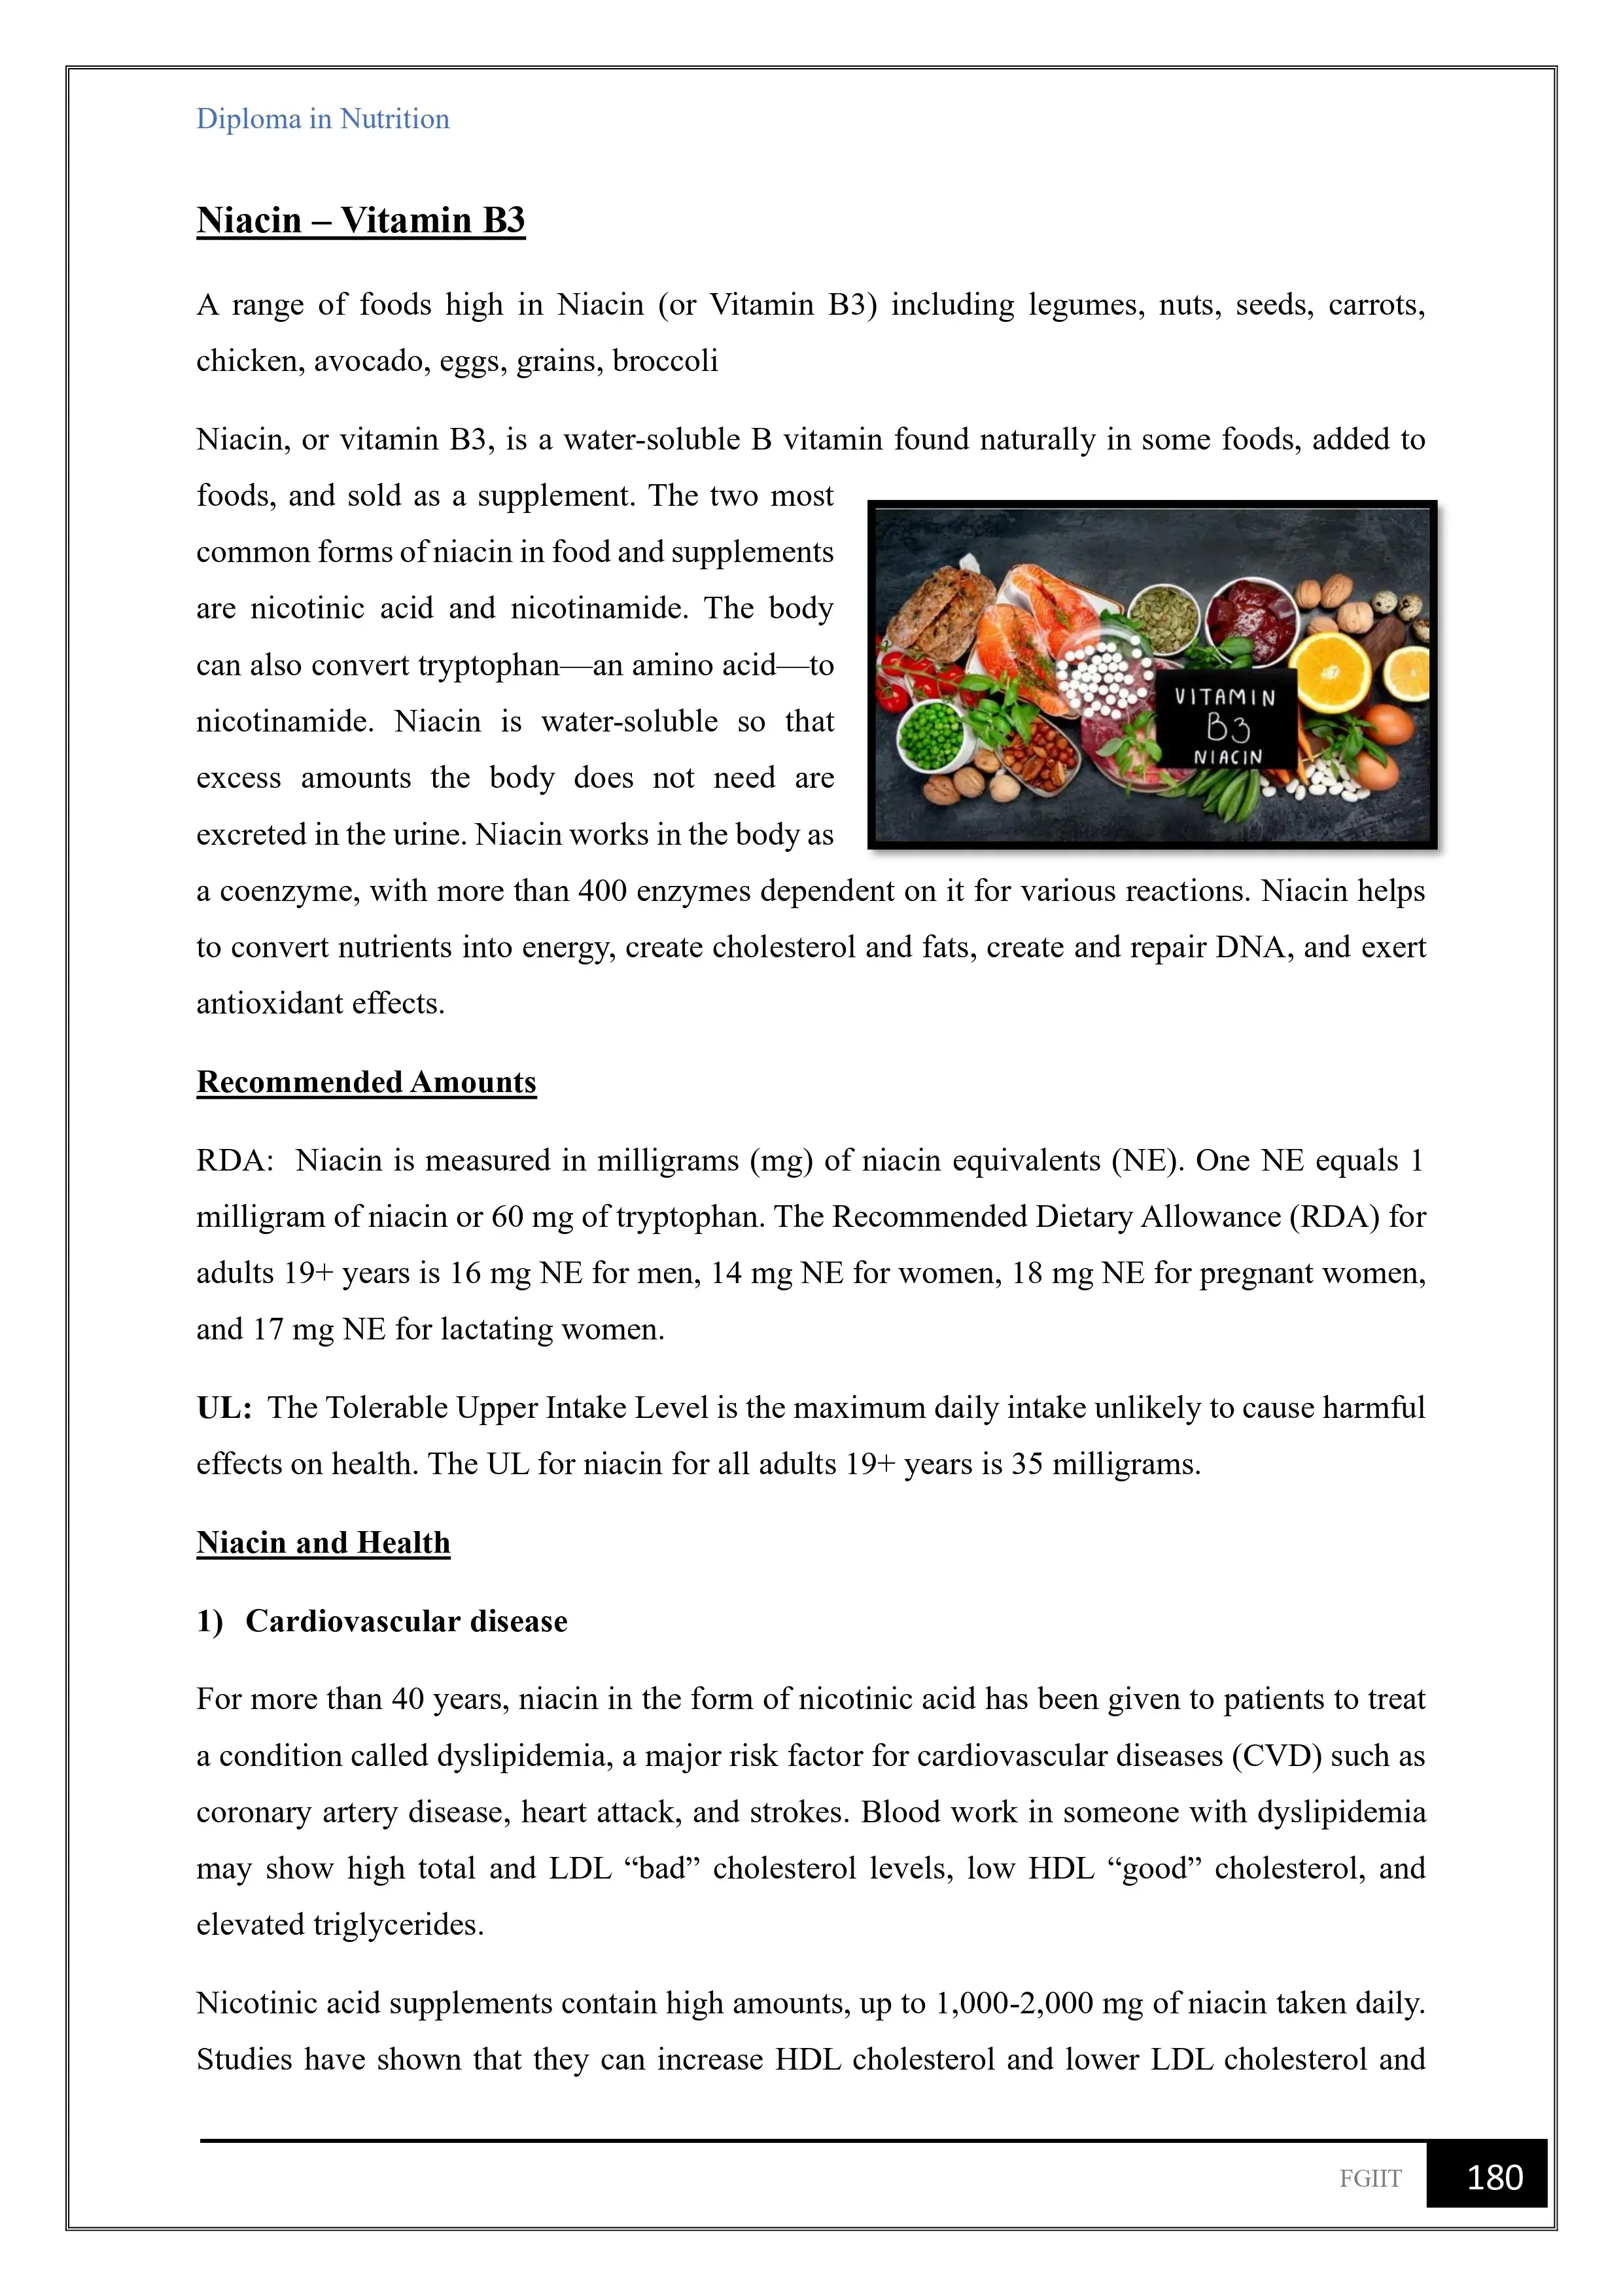 Diploma in Nutrition
Niacin – Vitamin B3
A range of foods high in Niacin (or Vitamin B3) including legumes, nuts, seeds, carrots,
chicken, avocado, eggs, grains, broccoli
Niacin, or vitamin B3, is a water-soluble B vitamin found naturally in some foods, added to
foods, and sold as a supplement. The two most
common forms of niacin in food and supplements
are nicotinic acid and nicotinamide. The body
can also convert tryptophan—an amino acid—to
nicotinamide. Niacin is water-soluble so that
excess amounts the body does not need are
excreted in the urine. Niacin works in the body as
VITAMIN
B3
NIACIN
a coenzyme, with more than 400 enzymes dependent on it for various reactions. Niacin helps
to convert nutrients into energy, create cholesterol and fats, create and repair DNA, and exert
antioxidant effects.
Recommended Amounts
RDA: Niacin is measured in milligrams (mg) of niacin equivalents (NE). One NE equals 1
milligram of niacin or 60 mg of tryptophan. The Recommended Dietary Allowance (RDA) for
adults 19+ years is 16 mg NE for men, 14 mg NE for women, 18 mg NE for pregnant women,
and 17 mg NE for lactating women.
UL: The Tolerable Upper Intake Level is the maximum daily intake unlikely to cause harmful
effects on health. The UL for niacin for all adults 19+ years is 35 milligrams.
Niacin and Health
1) Cardiovascular disease
For more than 40 years, niacin in the form of nicotinic acid has been given to patients to treat
a condition called dyslipidemia, a major risk factor for cardiovascular diseases (CVD) such as
coronary artery disease, heart attack, and strokes. Blood work in someone with dyslipidemia
may show high total and LDL “bad” cholesterol levels, low HDL “good” cholesterol, and
elevated triglycerides.
Nicotinic acid supplements contain high amounts, up to 1,000-2,000 mg of niacin taken daily.
Studies have shown that they can increase HDL cholesterol and lower LDL cholesterol and
FGIIT
180